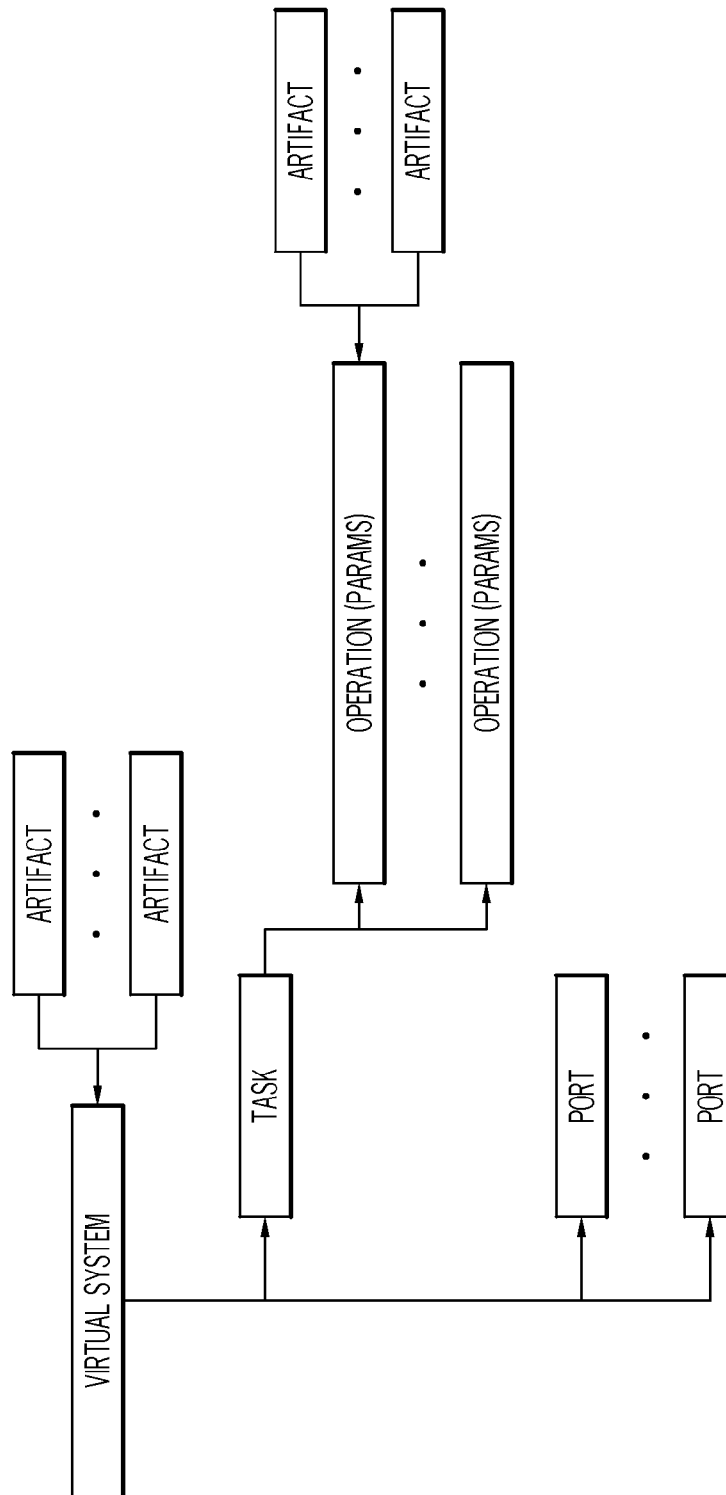 VIRTUAL SYSTEM
ARTIFACT
ARTIFACT
TASK
OPERATION (PARAMS)
ARTIFACT
ARTIFACT
OPERATION (PARAMS)
PORT
PORT